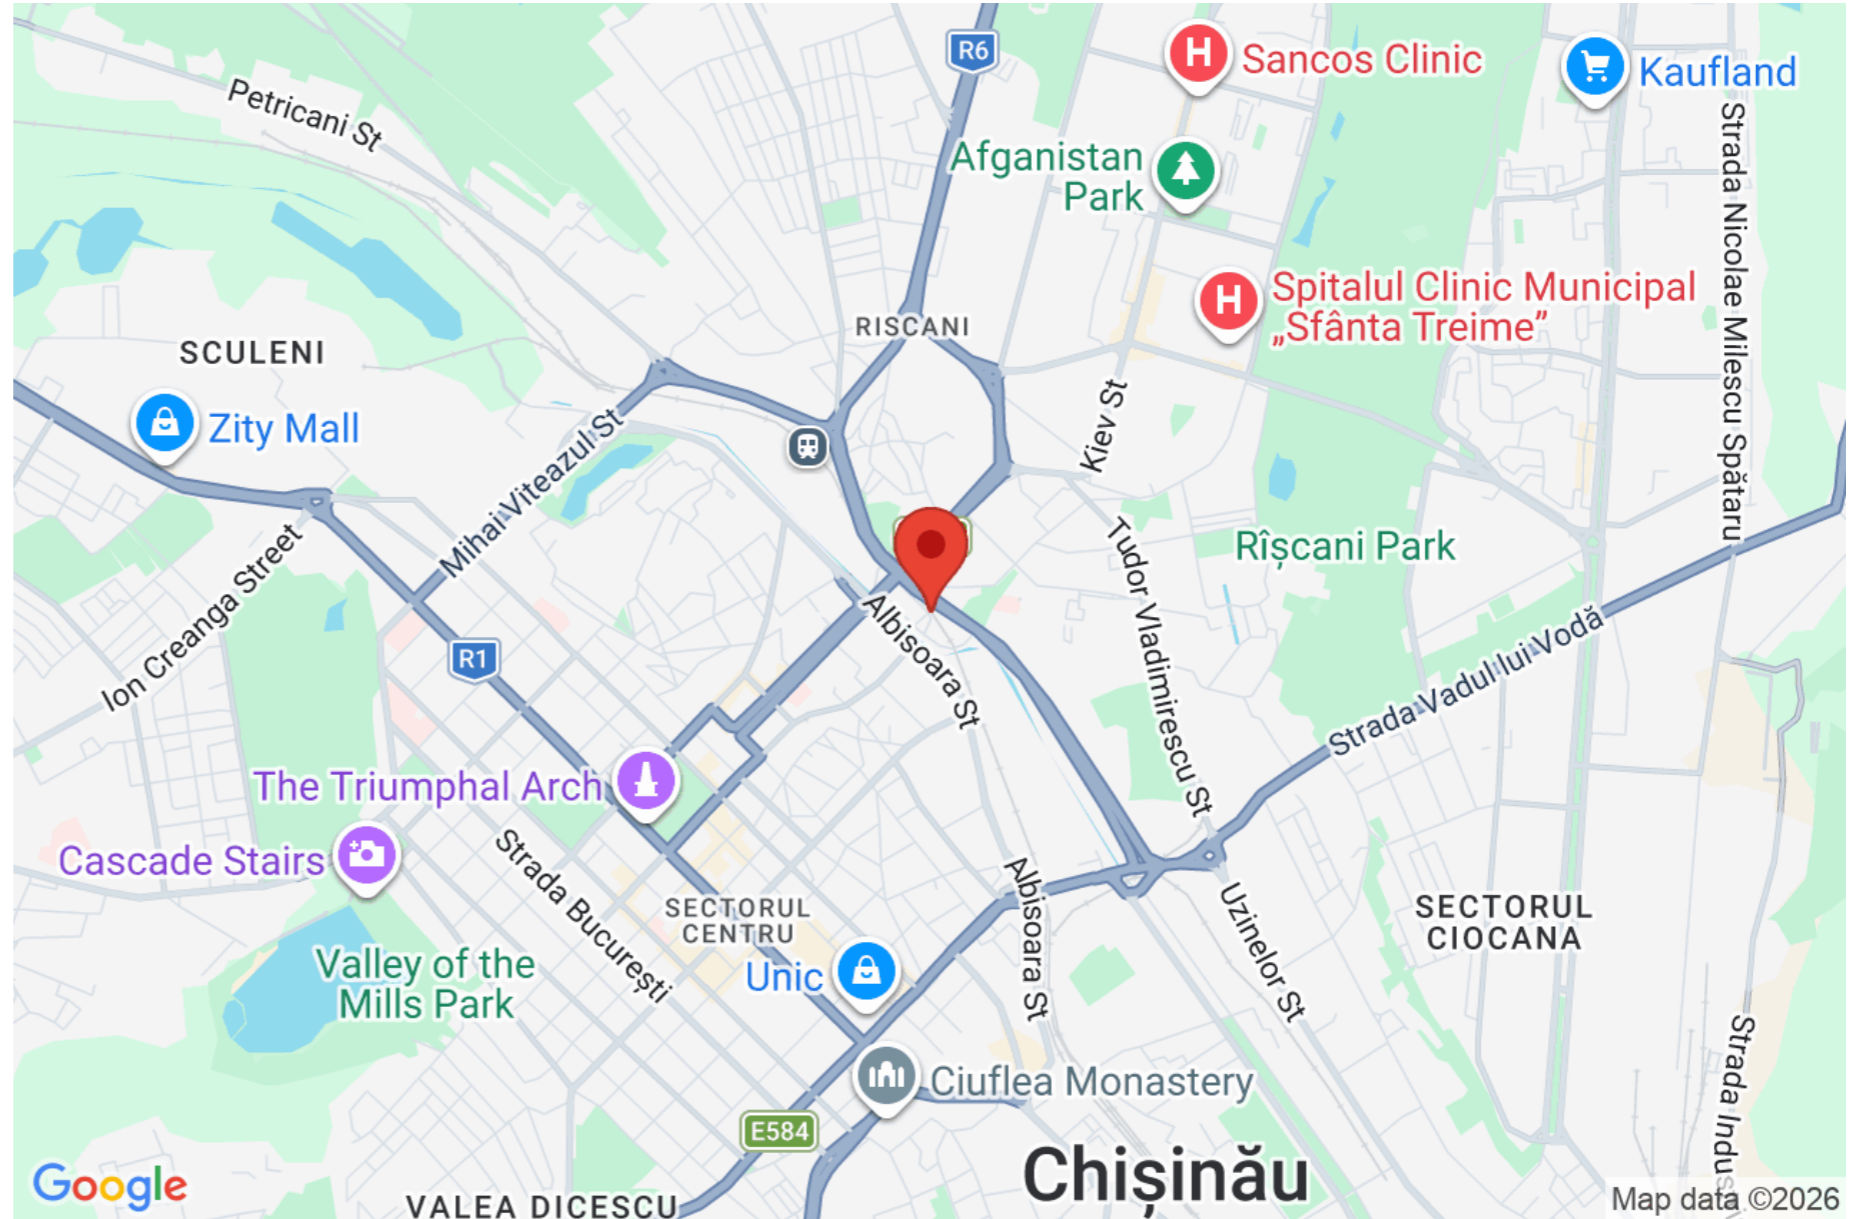 R6
Sancos Clinic
Kaufland
Petricani St
Afganistan
Park
Strada Nicolae Milescu Spătaru
Spitalul Clinic Municipal
„Sfânta Treime”
RISCANI
SCULENI
Zity Mall
Kiev St
Mihai Viteazul St
Ion Creanga Street
Tudor Vladimirescu St
Rîșcani Park
Albisoara St
R1
Strada Vadul lui Vodă
The Triumphal Arch
Cascade Stairs
Strada București
SECTORUL
CENTRU
Albisoara St
Uzinelor St
SECTORUL
CIOCANA
Valley of the
Mills Park
Unic
Ciuflea Monastery
Strada Indus
E584
Chișinău
Google
VALEA DICESCU
Map data ©2026